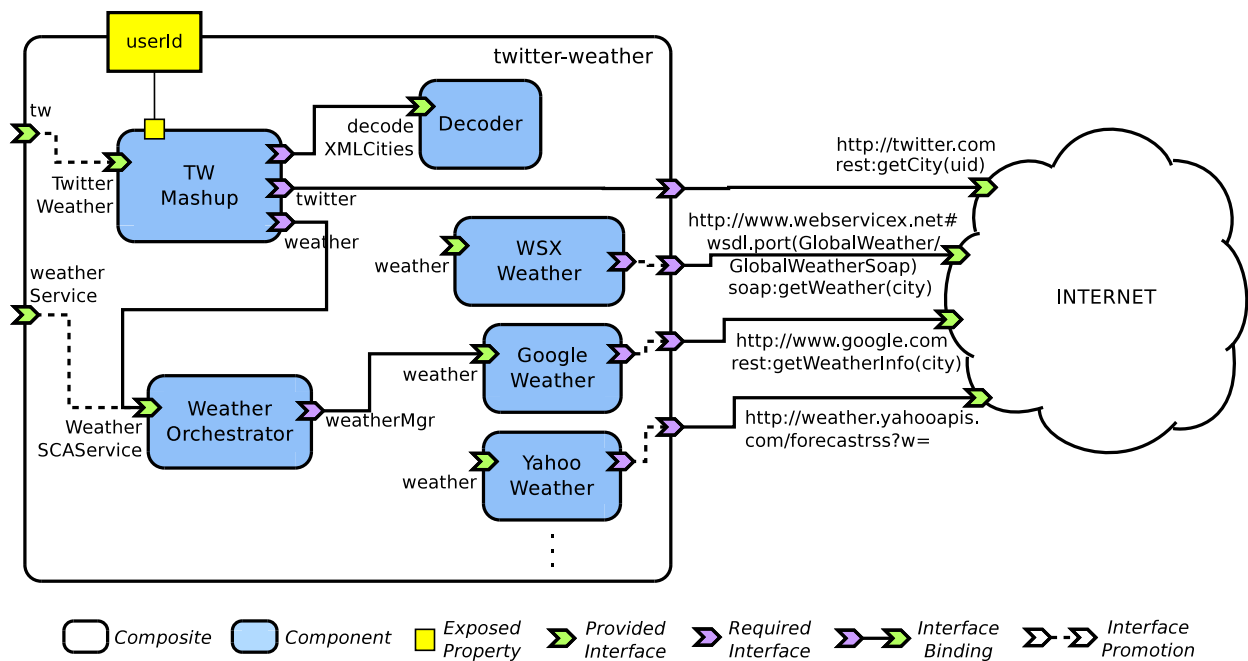 userId
twitter-weather
tw
decode
XMLCities
Decoder
TW
Mashup
Twitter
Weather
twitter
weather
http://twitter.com
rest:getCity(uid)
weather
Service
weather
WSX
Weather
http://www.webservicex.net#
wsdl.port(GlobalWeather/
GlobalWeatherSoap)
soap:getWeather(city)
INTERNET
weather
Google
Weather
http://www.google.com
rest:getWeatherInfo(city)
Weather
SCAService
Weather
Orchestrator
weatherMgr
weather
Yahoo
Weather
http://weather.yahooapis.
com/forecastrss?w=
Composite
Component
Exposed
Property
Provided
Interface
Required
Interface
Interface
Binding
Interface
Promotion